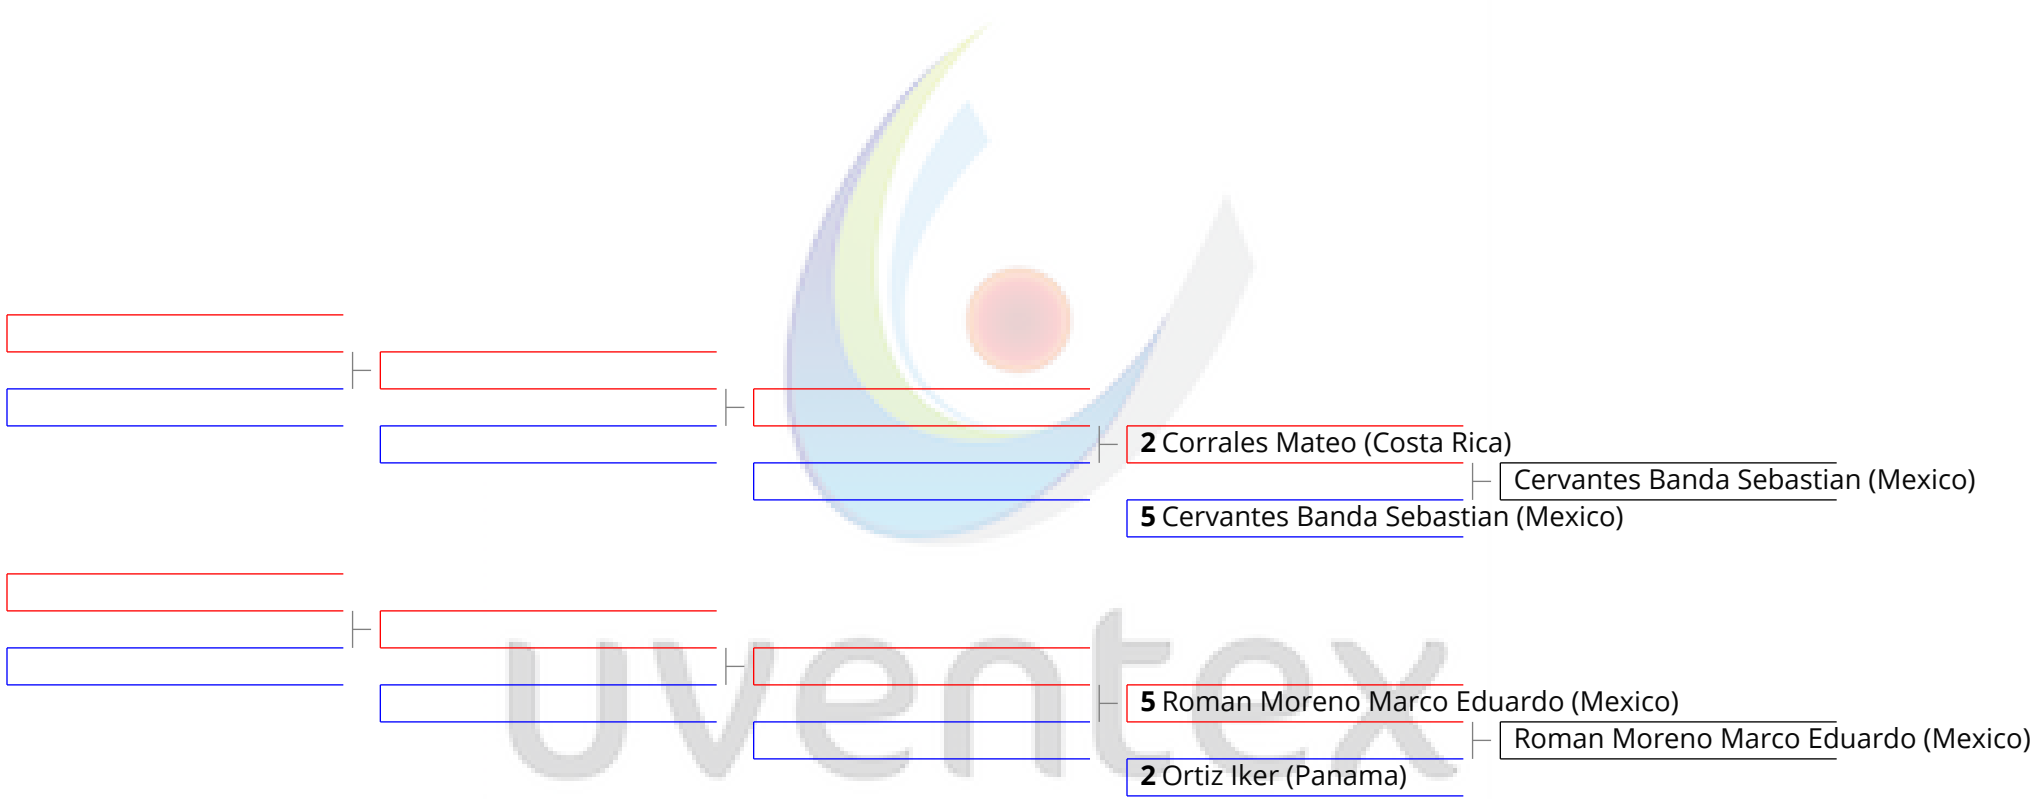 2 Corrales Mateo (Costa Rica)
Cervantes Banda Sebastian (Mexico)
5 Cervantes Banda Sebastian (Mexico)
uventex
5 Roman Moreno Marco Eduardo (Mexico)
Roman Moreno Marco Eduardo (Mexico)
2 Ortiz Iker (Panama)